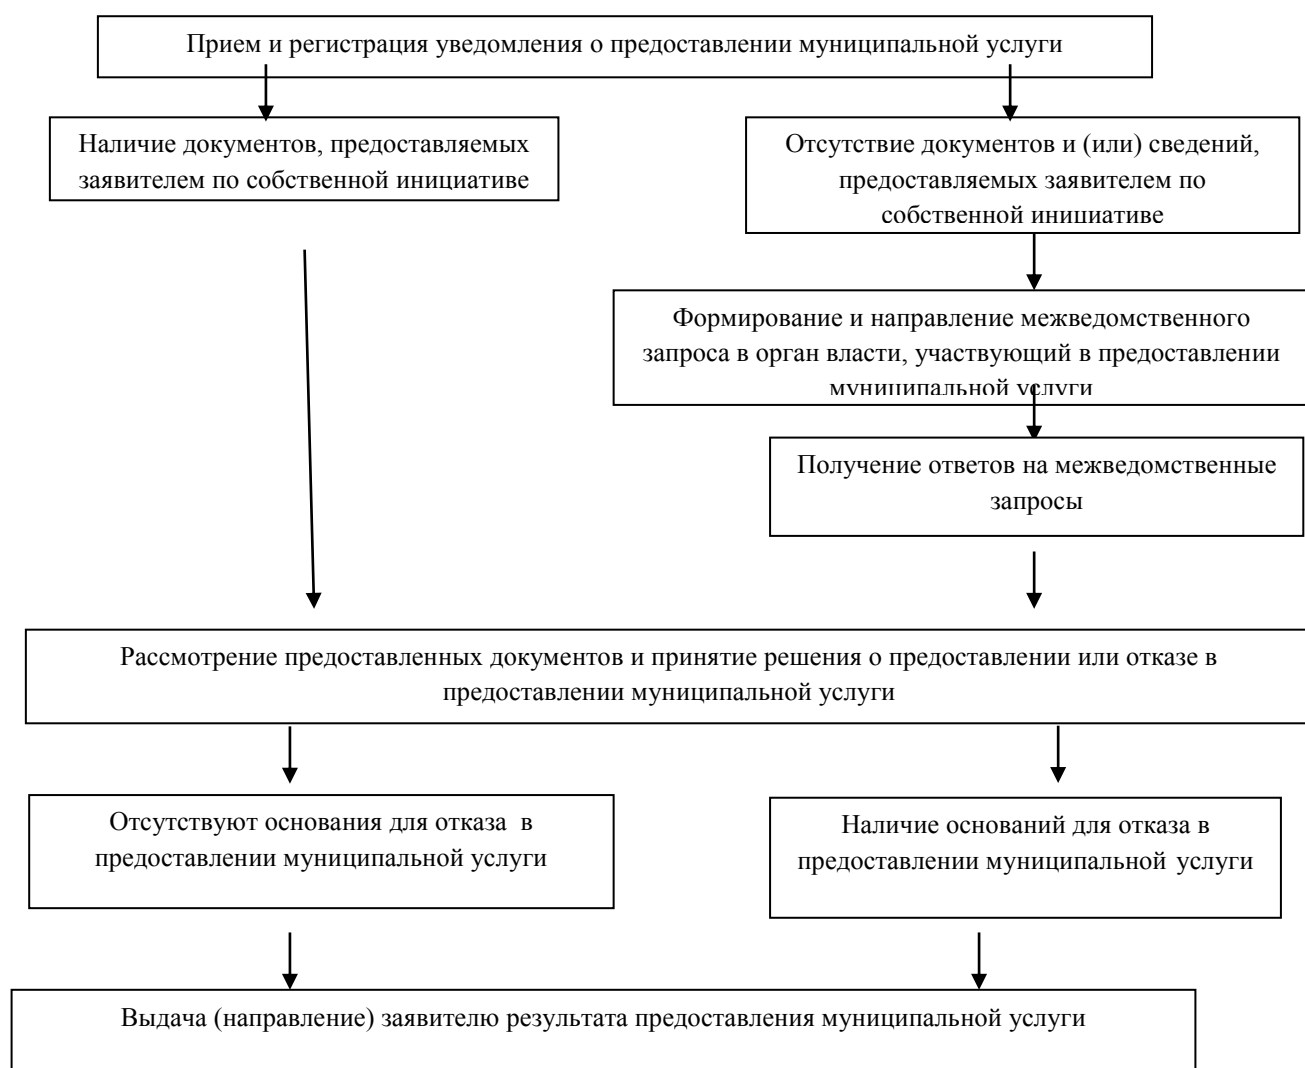 Прием и регистрация уведомления о предоставлении муниципальной услуги
Наличие документов, предоставляемых
заявителем по собственной инициативе
Отсутствие документов и (или) сведений,
предоставляемых заявителем по
собственной инициативе
Формирование и направление межведомственного
запроса в орган власти, участвующий в предоставлении
муниципальной услуги
Получение ответов на межведомственные
запросы
Рассмотрение предоставленных документов и принятие решения о предоставлении или отказе в
предоставлении муниципальной услуги
Отсутствуют основания для отказа в
предоставлении муниципальной услуги
Наличие оснований для отказа в
предоставлении муниципальной услуги
Выдача (направление) заявителю результата предоставления муниципальной услуги